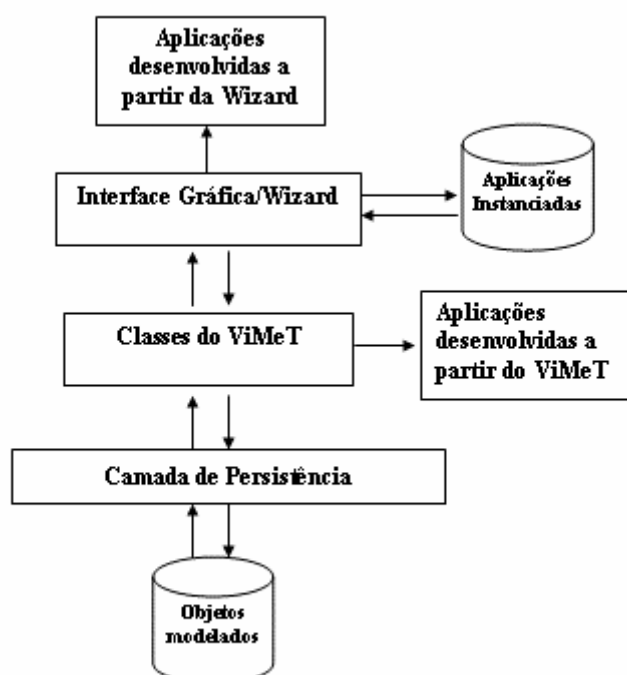 Aplicações
desenvolvidas a
partir da Wizard
Interface Gráfica/Wizard
Aplicações
Instanciadas
Classes do ViMeT
Aplicações
desenvolvidas a
partir do ViMeT
Camada de Persistência
Objetos
modelados